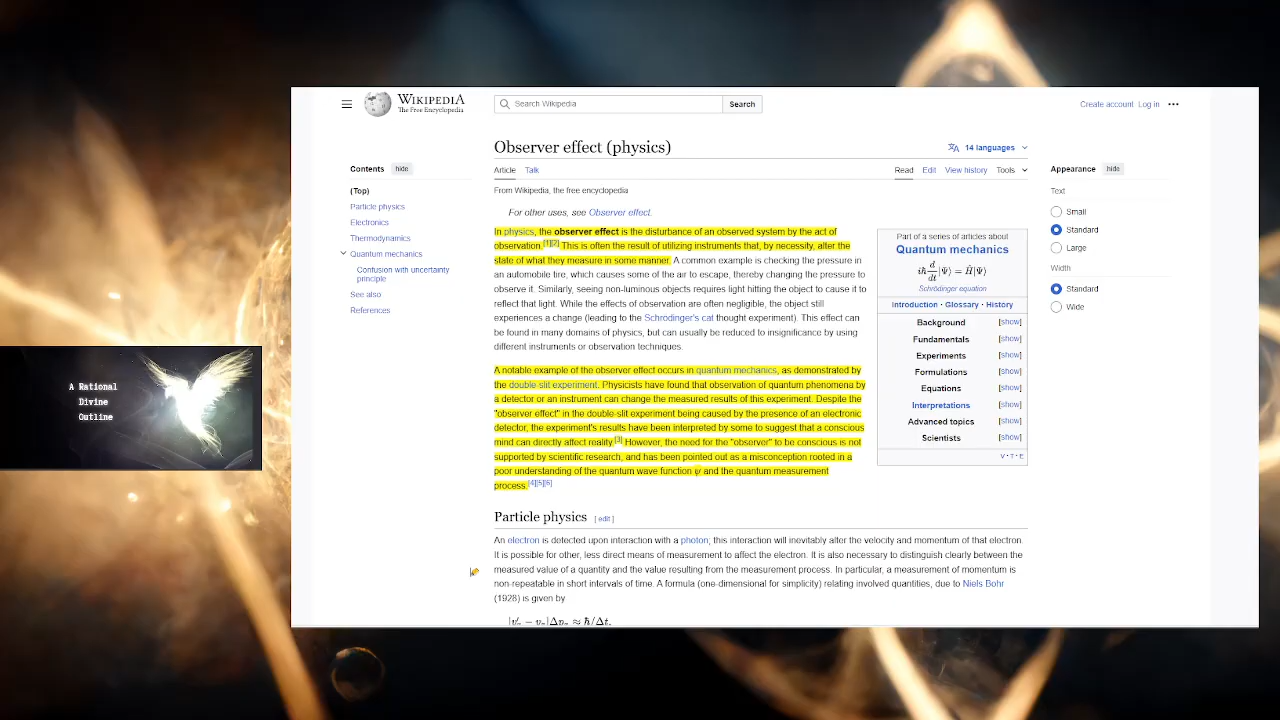 WIKIPEDIA
The Free Encyclopedia
Search Wikipedia
Search
Create account Log in
Contents hide
(Top)
Particle physics
Electronics
Thermodynamics
Quantum mechanics
Confusion with uncertainty
principle
See also
References
Observer effect (physics)
14 languages
Article Talk
Read Edit View history Tools
From Wikipedia, the free encyclopedia
For other uses, see Observer effect.
In physics, the observer effect is the disturbance of an observed system by the act of
observation.[1][2] This is often the result of utilizing instruments that, by necessity, alter the
state of what they measure in some manner. A common example is checking the pressure in
an automobile tire, which causes some of the air to escape, thereby changing the pressure to
observe it. Similarly, seeing non-luminous objects requires light hitting the object to cause it to
reflect that light. While the effects of observation are often negligible, the object still
experiences a change (leading to the Schrödinger's cat thought experiment). This effect can
be found in many domains of physics, but can usually be reduced to insignificance by using
different instruments or observation techniques.
A notable example of the observer effect occurs in quantum mechanics, as demonstrated by
the double-slit experiment. Physicists have found that observation of quantum phenomena by
a detector or an instrument can change the measured results of this experiment. Despite the
"observer effect" in the double-slit experiment being caused by the presence of an electronic
detector, the experiment's results have been interpreted by some to suggest that a conscious
mind can directly affect reality.[3] However, the need for the "observer" to be conscious is not
supported by scientific research, and has been pointed out as a misconception rooted in a
poor understanding of the quantum wave function ψ and the quantum measurement
process.[4][5][6]
Part of a series of articles about
Quantum mechanics
iħ d/dt |Ψ⟩ = Ĥ|Ψ⟩
Schrödinger equation
Introduction · Glossary · History
Background [show]
Fundamentals [show]
Experiments [show]
Formulations [show]
Equations [show]
Interpretations [show]
Advanced topics [show]
Scientists [show]
V · T · E
Particle physics [ edit ]
An electron is detected upon interaction with a photon; this interaction will inevitably alter the velocity and momentum of that electron.
It is possible for other, less direct means of measurement to affect the electron. It is also necessary to distinguish clearly between the
measured value of a quantity and the value resulting from the measurement process. In particular, a measurement of momentum is
non-repeatable in short intervals of time. A formula (one-dimensional for simplicity) relating involved quantities, due to Niels Bohr
(1928) is given by
Appearance hide
Text
Small
Standard
Large
Width
Standard
Wide
A Rational
Divine
Outline